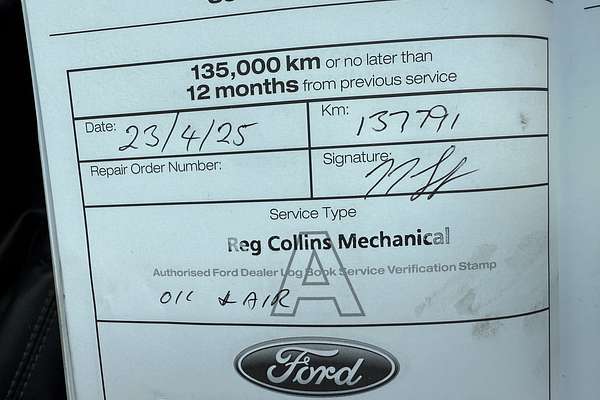 135,000 km or no later than
12 months from previous service
Date: 23/4/25
Km: 137791
Repair Order Number:
Signature:
Service Type
Reg Collins Mechanical
Authorised Ford Dealer Log Book Service Verification Stamp
A
OIL & AIR
Ford